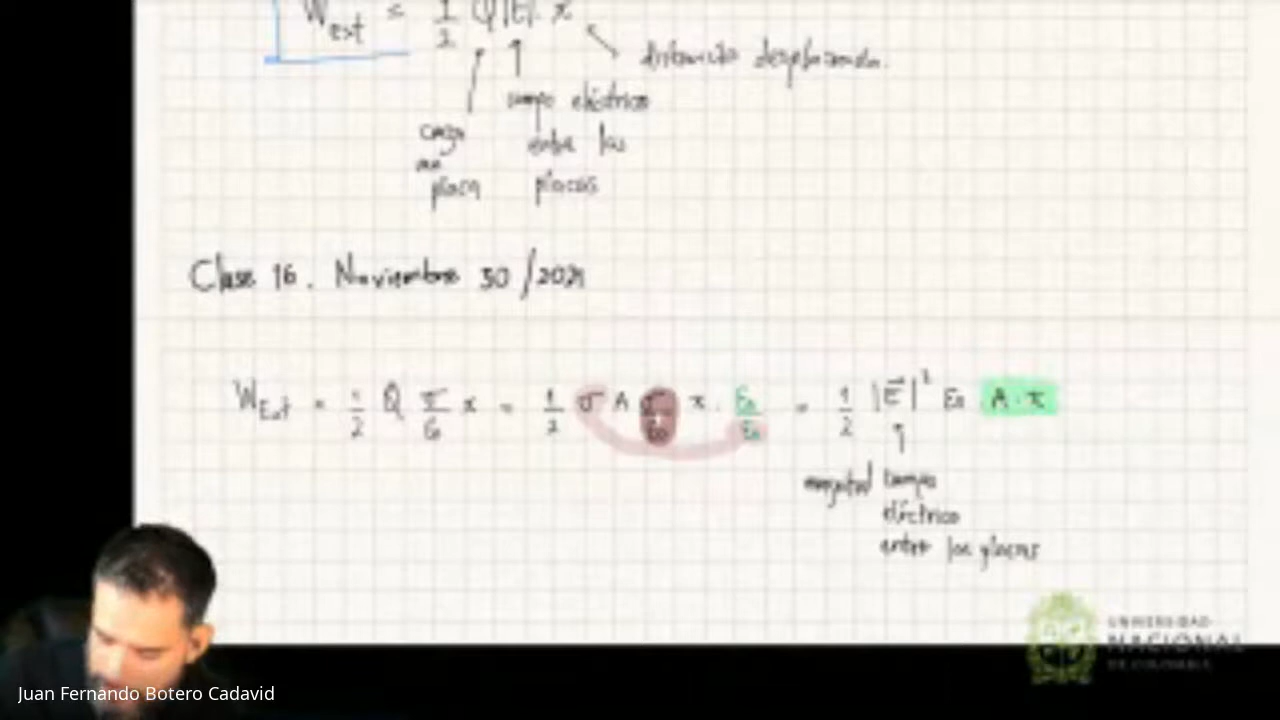 W_Ext = 1/2 Q|E|. x
distancia desplazada.
campo eléctrico
carga entre las
placa placas
Clase 16. Noviembre 30/2021
W_Ext = 1/2 Q σ/ε₀ x = 1/2 σ A σ/ε₀ x . ε₀/ε₀ = 1/2 |E⃗|² ε₀ A . x
magnitud campo
eléctrico
entre las placas
UNIVERSIDAD
NACIONAL
DE COLOMBIA
Juan Fernando Botero Cadavid